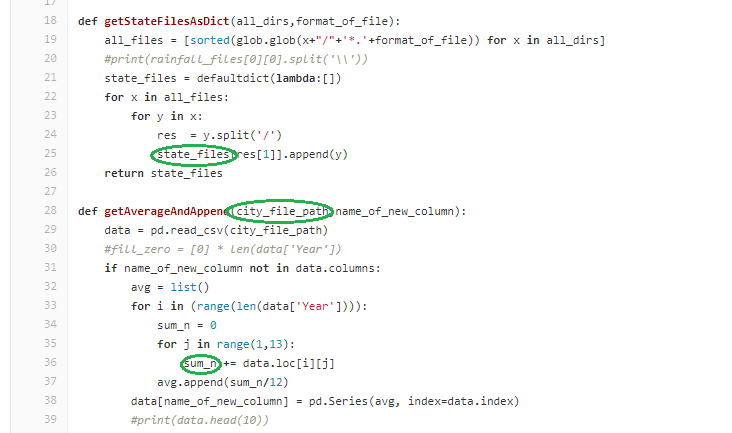 17
18 def getStateFilesAsDict(all_dirs,format_of_file):
19     all_files = [sorted(glob.glob(x+"/"+'*.'+format_of_file)) for x in all_dirs]
20     #print(rainfall_files[0][0].split('\\'))
21     state_files = defaultdict(lambda:[])
22     for x in all_files:
23         for y in x:
24             res  = y.split('/')
25             state_files[res[1]].append(y)
26     return state_files
27
28 def getAverageAndAppend(city_file_path,name_of_new_column):
29     data = pd.read_csv(city_file_path)
30     #fill_zero = [0] * len(data['Year'])
31     if name_of_new_column not in data.columns:
32         avg = list()
33         for i in (range(len(data['Year']))):
34             sum_n = 0
35             for j in range(1,13):
36                 sum_n += data.loc[i][j]
37             avg.append(sum_n/12)
38         data[name_of_new_column] = pd.Series(avg, index=data.index)
39         #print(data.head(10))